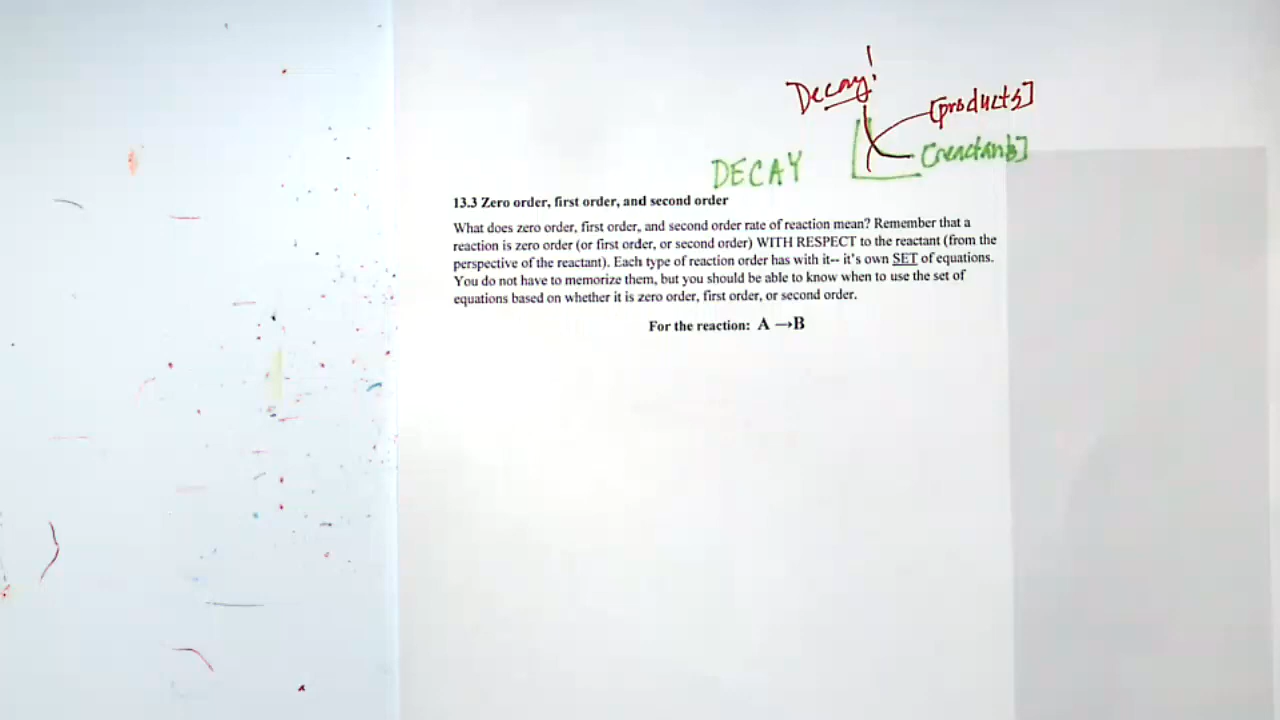 Decay!
[products]
[reactants]
DECAY
13.3 Zero order, first order, and second order
What does zero order, first order, and second order rate of reaction mean? Remember that a
reaction is zero order (or first order, or second order) WITH RESPECT to the reactant (from the
perspective of the reactant). Each type of reaction order has with it-- it's own SET of equations.
You do not have to memorize them, but you should be able to know when to use the set of
equations based on whether it is zero order, first order, or second order.
For the reaction: A →B